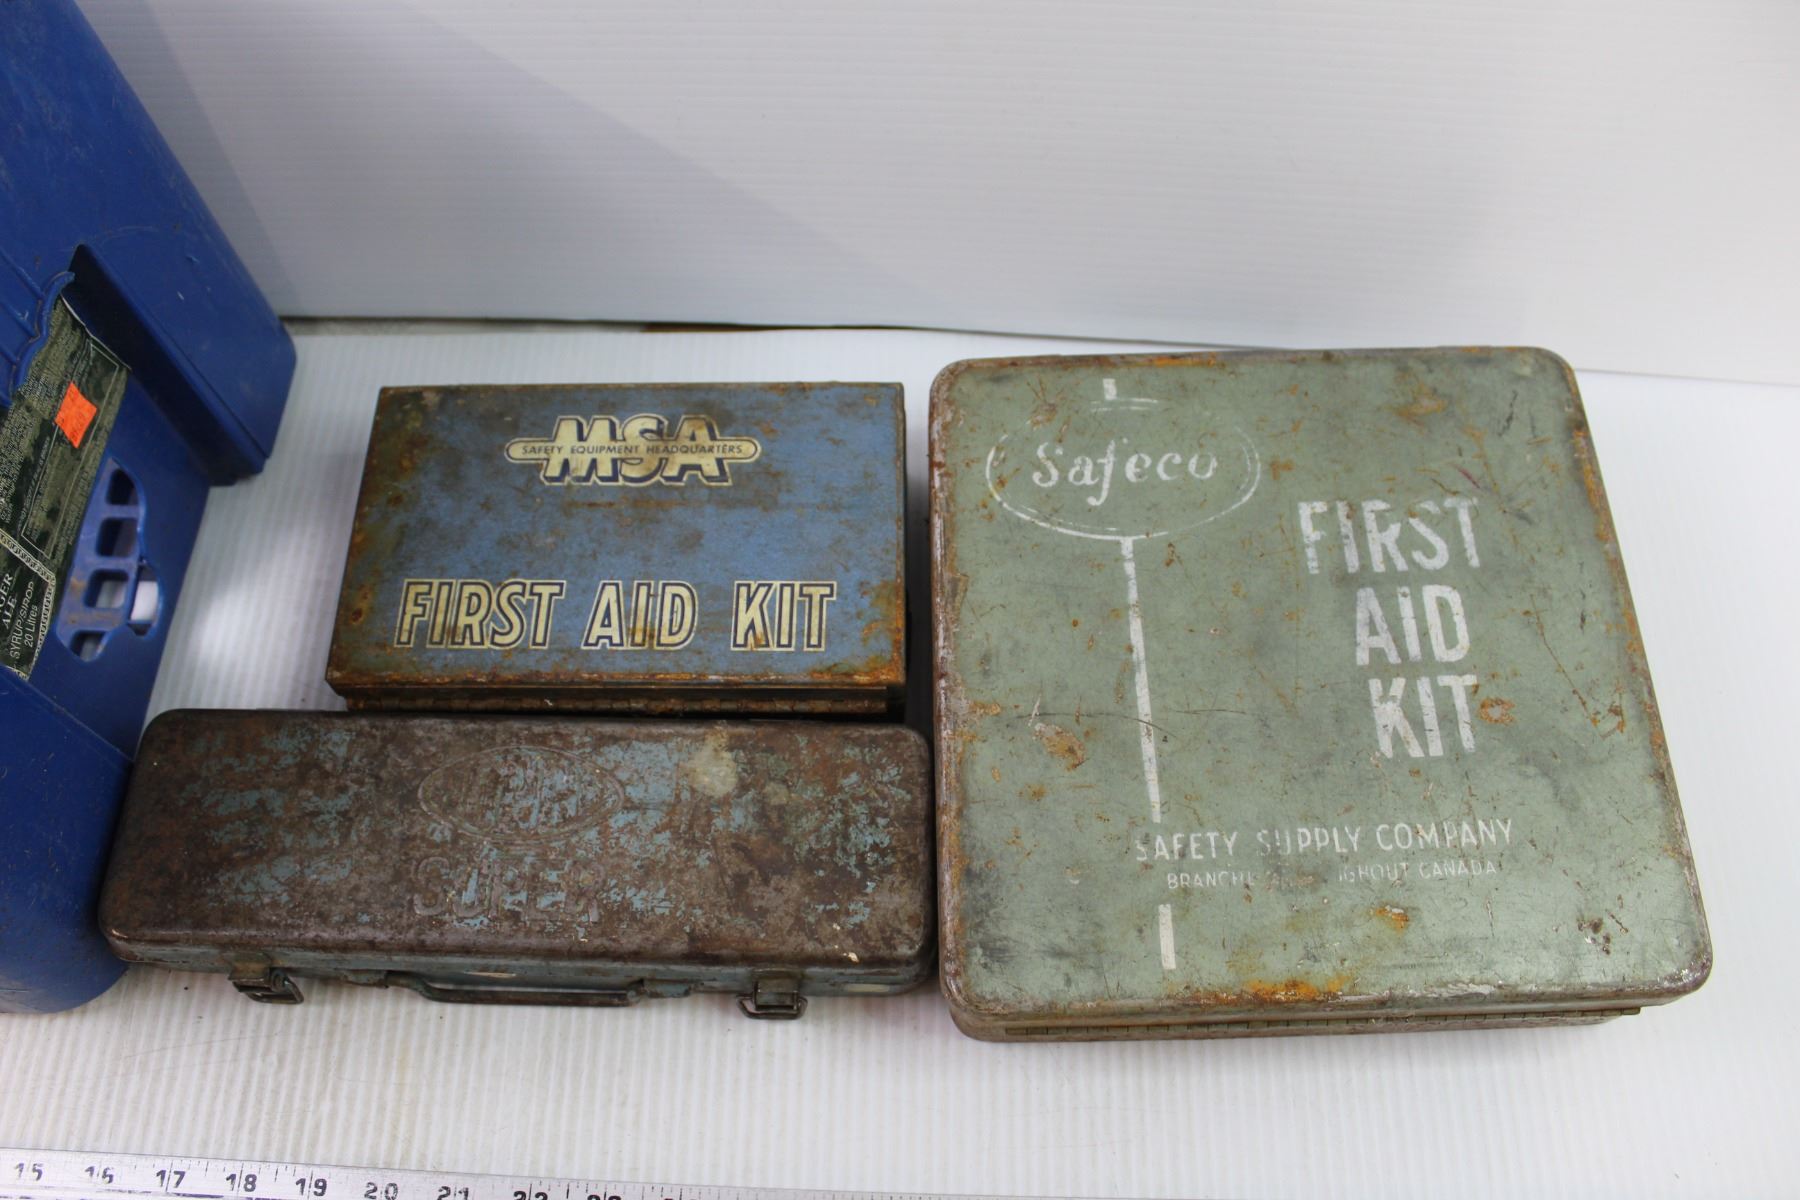 MSA
SAFETY EQUIPMENT HEADQUARTERS
FIRST AID KIT
Safeco
FIRST
AID
KIT
SAFETY SUPPLY COMPANY
CANADA
SUPER
SYRUP/SIROP
20 Litres
15 16 17 18 19 20 21 22